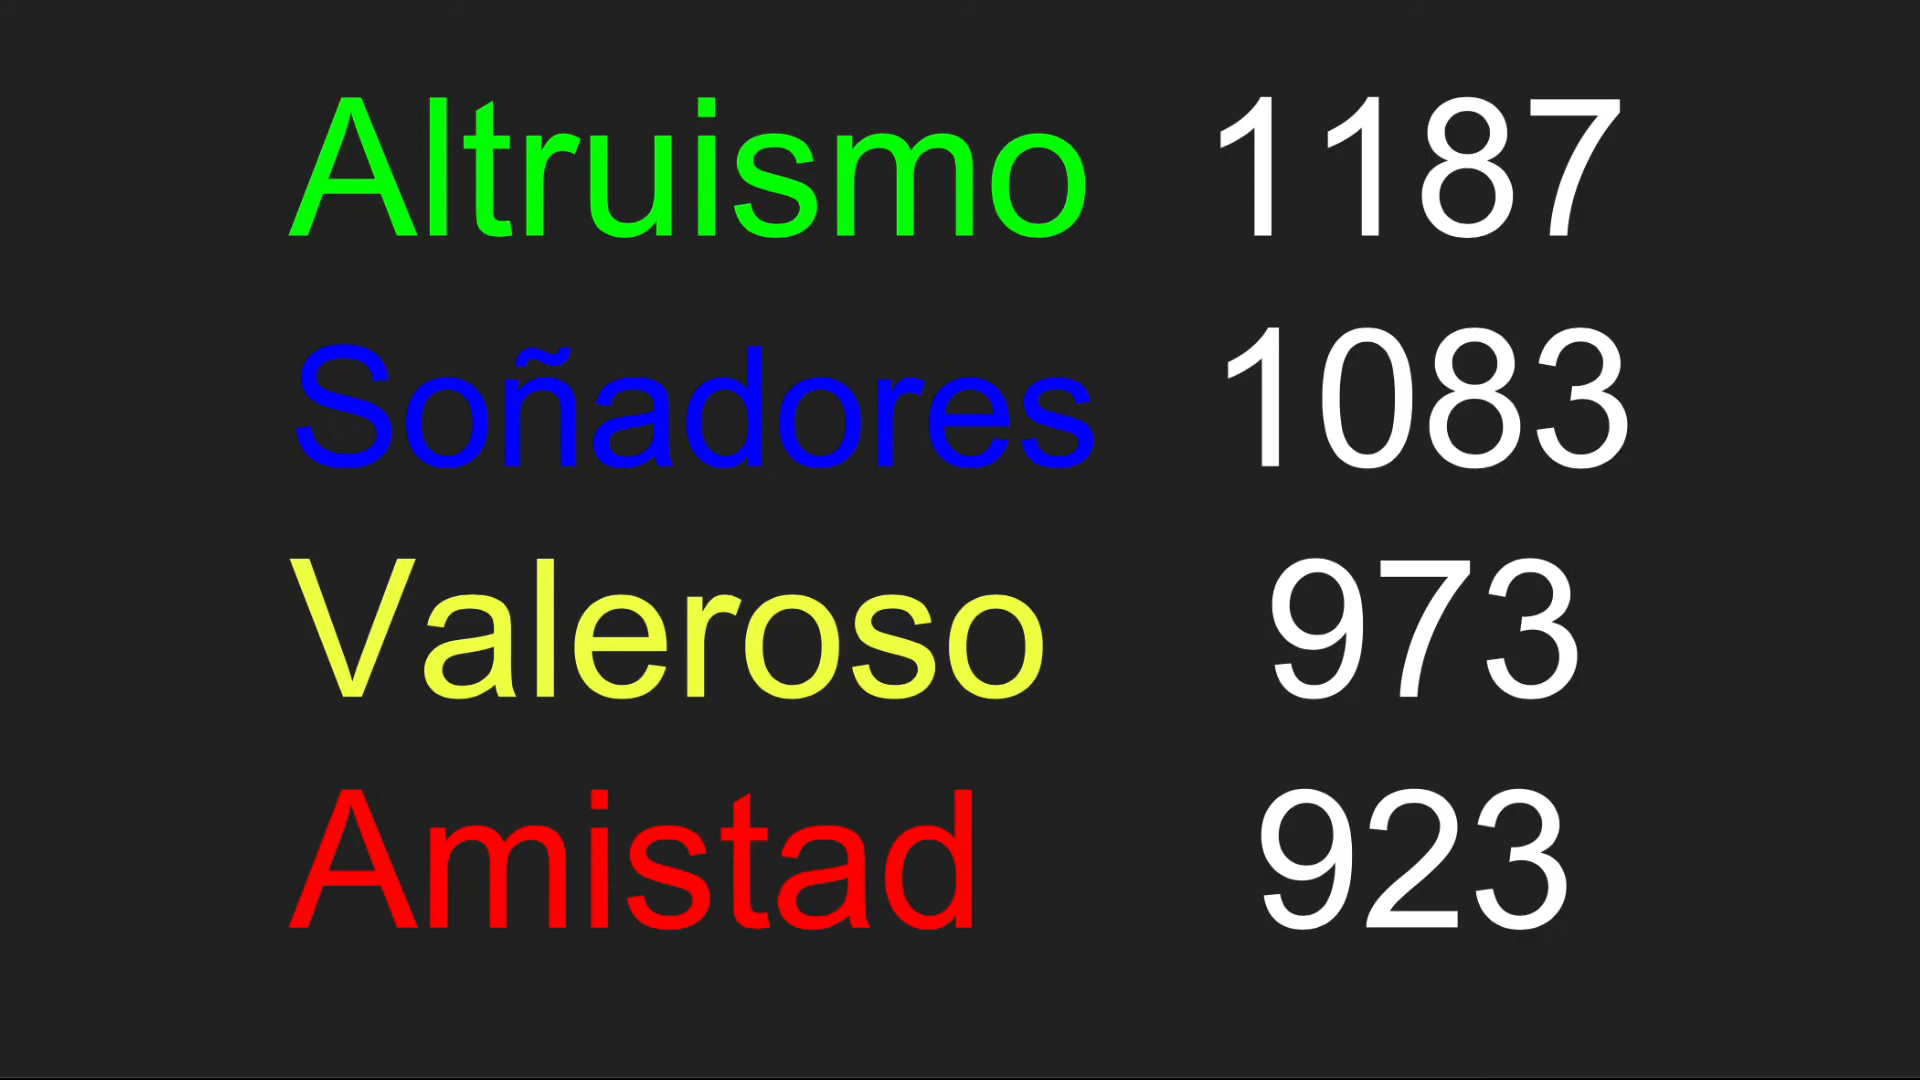 Altruismo 1187
Soñadores 1083
Valeroso 973
Amistad 923